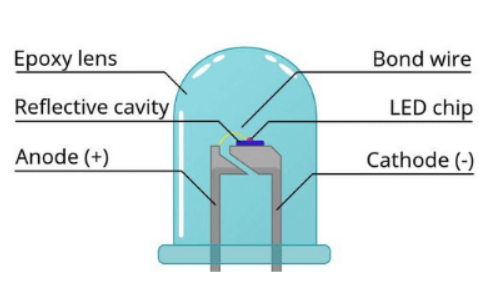 Epoxy lens
Bond wire
Reflective cavity
LED chip
Anode (+)
Cathode (-)